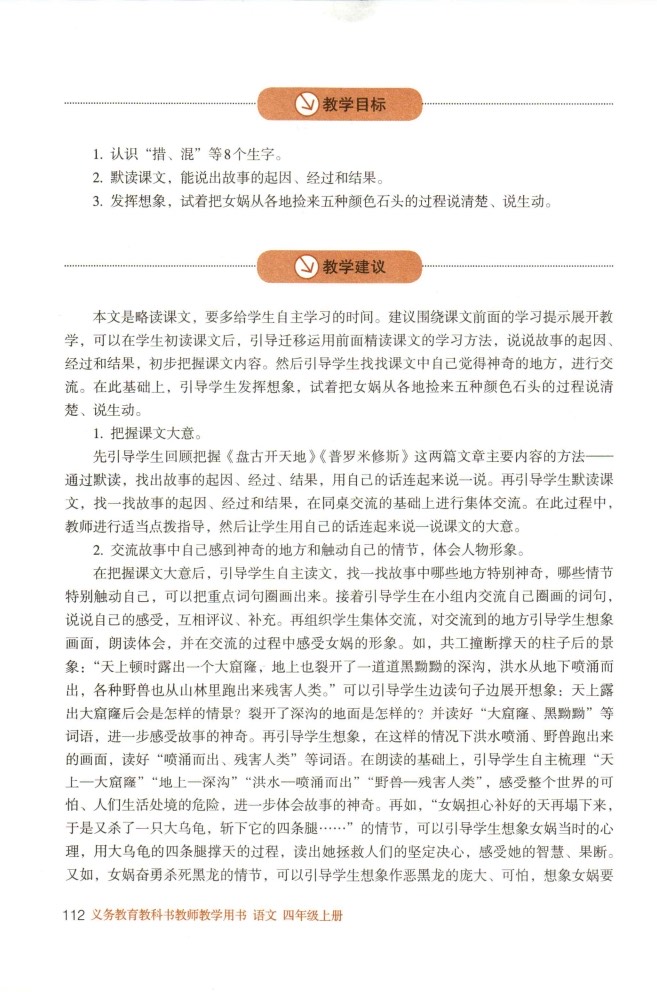 教学目标
1. 认识“措、混”等8个生字。
2. 默读课文，能说出故事的起因、经过和结果。
3. 发挥想象，试着把女娲从各地捡来五种颜色石头的过程说清楚、说生动。
教学建议
本文是略读课文，要多给学生自主学习的时间。建议围绕课文前面的学习提示展开教
学，可以在学生初读课文后，引导迁移运用前面精读课文的学习方法，说说故事的起因、
经过和结果，初步把握课文内容。然后引导学生找找课文中自己觉得神奇的地方，进行交
流。在此基础上，引导学生发挥想象，试着把女娲从各地捡来五种颜色石头的过程说清
楚、说生动。
1. 把握课文大意。
先引导学生回顾把握《盘古开天地》《普罗米修斯》这两篇文章主要内容的方法——
通过默读，找出故事的起因、经过、结果，用自己的话连起来说一说。再引导学生默读课
文，找一找故事的起因、经过和结果，在同桌交流的基础上进行集体交流。在此过程中，
教师进行适当点拨指导，然后让学生用自己的话连起来说一说课文的大意。
2. 交流故事中自己感到神奇的地方和触动自己的情节，体会人物形象。
在把握课文大意后，引导学生自主读文，找一找故事中哪些地方特别神奇，哪些情节
特别触动自己，可以把重点词句圈画出来。接着引导学生在小组内交流自己圈画的词句，
说说自己的感受，互相评议、补充。再组织学生集体交流，对交流到的地方引导学生想象
画面，朗读体会，并在交流的过程中感受女娲的形象。如，共工撞断撑天的柱子后的景
象：“天上顿时露出一个大窟窿，地上也裂开了一道道黑黝黝的深沟，洪水从地下喷涌而
出，各种野兽也从山林里跑出来残害人类。”可以引导学生边读句子边展开想象：天上露
出大窟窿后会是怎样的情景？裂开了深沟的地面是怎样的？并读好“大窟窿、黑黝黝”等
词语，进一步感受故事的神奇。再引导学生想象，在这样的情况下洪水喷涌、野兽跑出来
的画面，读好“喷涌而出、残害人类”等词语。在朗读的基础上，引导学生自主梳理“天
上—大窟窿”“地上—深沟”“洪水—喷涌而出”“野兽—残害人类”，感受整个世界的可
怕、人们生活处境的危险，进一步体会故事的神奇。再如，“女娲担心补好的天再塌下来，
于是又杀了一只大乌龟，斩下它的四条腿……”的情节，可以引导学生想象女娲当时的心
理，用大乌龟的四条腿撑天的过程，读出她拯救人们的坚定决心，感受她的智慧、果断。
又如，女娲奋勇杀死黑龙的情节，可以引导学生想象作恶黑龙的庞大、可怕，想象女娲要
112 义务教育教科书教师教学用书 语文 四年级上册